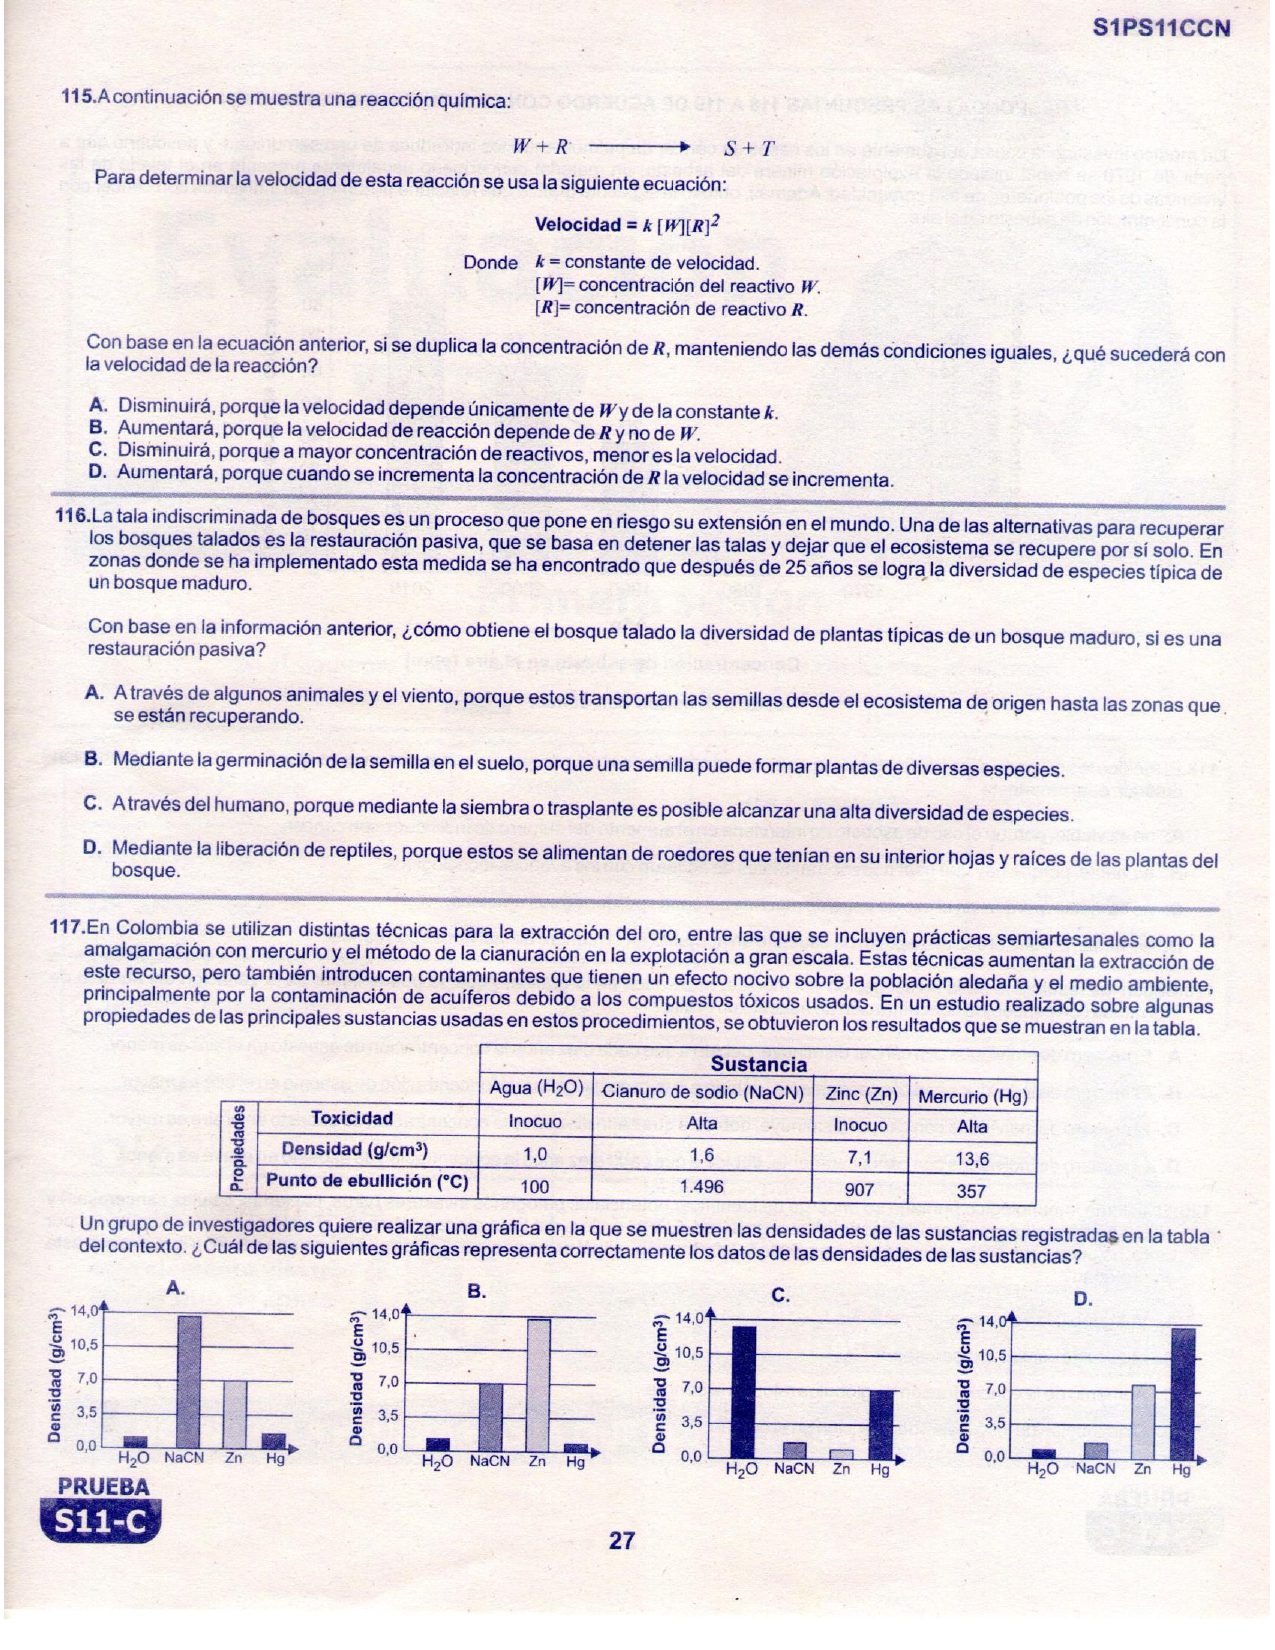 S1PS11CCN
115.A continuación se muestra una reacción química:
W + R → S + T
Para determinar la velocidad de esta reacción se usa la siguiente ecuación:
Velocidad = k [W][R]²
Donde k = constante de velocidad.
[W]= concentración del reactivo W.
[R]= concentración de reactivo R.
Con base en la ecuación anterior, si se duplica la concentración de R, manteniendo las demás condiciones iguales, ¿qué sucederá con
la velocidad de la reacción?
A. Disminuirá, porque la velocidad depende únicamente de W y de la constante k.
B. Aumentará, porque la velocidad de reacción depende de R y no de W.
C. Disminuirá, porque a mayor concentración de reactivos, menor es la velocidad.
D. Aumentará, porque cuando se incrementa la concentración de R la velocidad se incrementa.
116.La tala indiscriminada de bosques es un proceso que pone en riesgo su extensión en el mundo. Una de las alternativas para recuperar
los bosques talados es la restauración pasiva, que se basa en detener las talas y dejar que el ecosistema se recupere por sí solo. En
zonas donde se ha implementado esta medida se ha encontrado que después de 25 años se logra la diversidad de especies típica de
un bosque maduro.
Con base en la información anterior, ¿cómo obtiene el bosque talado la diversidad de plantas típicas de un bosque maduro, si es una
restauración pasiva?
A. A través de algunos animales y el viento, porque estos transportan las semillas desde el ecosistema de origen hasta las zonas que
se están recuperando.
B. Mediante la germinación de la semilla en el suelo, porque una semilla puede formar plantas de diversas especies.
C. A través del humano, porque mediante la siembra o trasplante es posible alcanzar una alta diversidad de especies.
D. Mediante la liberación de reptiles, porque estos se alimentan de roedores que tenían en su interior hojas y raíces de las plantas del
bosque.
117.En Colombia se utilizan distintas técnicas para la extracción del oro, entre las que se incluyen prácticas semiartesanales como la
amalgamación con mercurio y el método de la cianuración en la explotación a gran escala. Estas técnicas aumentan la extracción de
este recurso, pero también introducen contaminantes que tienen un efecto nocivo sobre la población aledaña y el medio ambiente,
principalmente por la contaminación de acuíferos debido a los compuestos tóxicos usados. En un estudio realizado sobre algunas
propiedades de las principales sustancias usadas en estos procedimientos, se obtuvieron los resultados que se muestran en la tabla.
Sustancia
Agua (H₂O) Cianuro de sodio (NaCN) Zinc (Zn) Mercurio (Hg)
Propiedades
Toxicidad Inocuo Alta Inocuo Alta
Densidad (g/cm³) 1,0 1,6 7,1 13,6
Punto de ebullición (°C) 100 1.496 907 357
Un grupo de investigadores quiere realizar una gráfica en la que se muestren las densidades de las sustancias registradas en la tabla
del contexto. ¿Cuál de las siguientes gráficas representa correctamente los datos de las densidades de las sustancias?
A.
Densidad (g/cm³)
14,0
10,5
7,0
3,5
0,0
H₂O NaCN Zn Hg
B.
Densidad (g/cm³)
14,0
10,5
7,0
3,5
0,0
H₂O NaCN Zn Hg
C.
Densidad (g/cm³)
14,0
10,5
7,0
3,5
0,0
H₂O NaCN Zn Hg
D.
Densidad (g/cm³)
14,0
10,5
7,0
3,5
0,0
H₂O NaCN Zn Hg
PRUEBA
S11-C
27